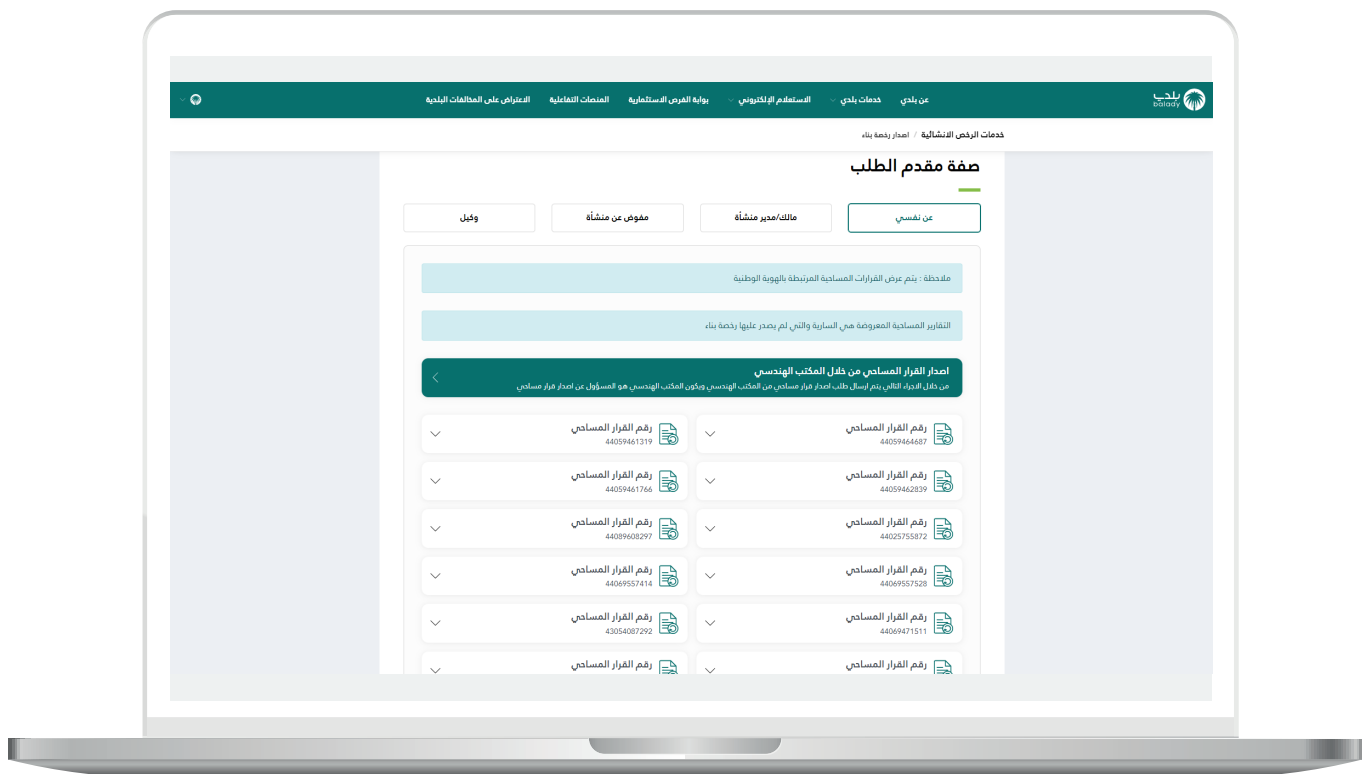 بلدي
balady
عن بلدي
خدمات بلدي
الاستعلام الإلكتروني
بوابة الفرص الاستثمارية
المنصات التفاعلية
الاعتراض على المخالفات البلدية
خدمات الرخص الانشائية / اصدار رخصة بناء
صفة مقدم الطلب
عن نفسي
مالك/مدير منشأة
مفوض عن منشأة
وكيل
ملاحظة : يتم عرض القرارات المساحية المرتبطة بالهوية الوطنية
التقارير المساحية المعروضة هي السارية والتي لم يصدر عليها رخصة بناء
اصدار القرار المساحي من خلال المكتب الهندسي
من خلال الاجراء التالي يتم ارسال طلب اصدار قرار مساحي من المكتب الهندسي ويكون المكتب الهندسي هو المسؤول عن اصدار قرار مساحي
رقم القرار المساحي
44059464687
رقم القرار المساحي
44059461319
رقم القرار المساحي
44059462839
رقم القرار المساحي
44059461766
رقم القرار المساحي
44025755872
رقم القرار المساحي
44089608297
رقم القرار المساحي
44069557528
رقم القرار المساحي
44069557414
رقم القرار المساحي
44069471511
رقم القرار المساحي
43054087292
رقم القرار المساحي
رقم القرار المساحي